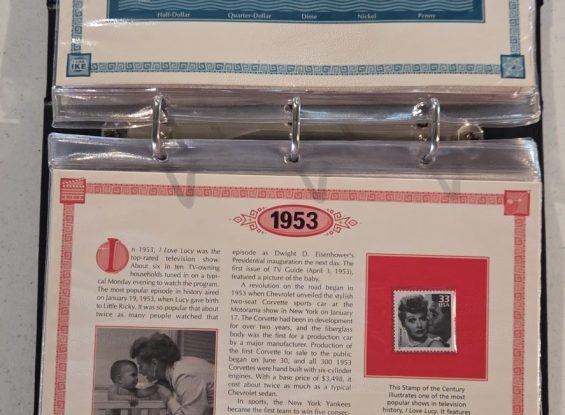 Half-Dollar Quarter-Dollar Dime Nickel Penny
IKE
1953
In 1953, I Love Lucy was the
top-rated television show.
About six in ten TV-owning
households tuned in on a typi-
cal Monday evening to watch the program.
The most popular episode in history aired
on January 19, 1953, when Lucy gave birth
to Little Ricky. It was so popular that about
twice as many people watched that
episode as Dwight D. Eisenhower's
Presidential inauguration the next day. The
first issue of TV Guide (April 3, 1953),
featured a picture of the baby.
A revolution on the road began in
1953 when Chevrolet unveiled the stylish
two-seat Corvette sports car at the
Motorama show in New York on January
17. The Corvette had been in development
for over two years, and the fiberglass
body was the first for a production car
by a major manufacturer. Production of
the first Corvette for sale to the public
began on June 30, and all 300 1953
Corvettes were hand built with six-cylinder
engines. With a base price of $3,498, it
cost about twice as much as a typical
Chevrolet sedan.
In sports, the New York Yankees
became the first team to win five consec-
33
USA
This Stamp of the Century
illustrates one of the most
popular shows in television
history, I Love Lucy. It features